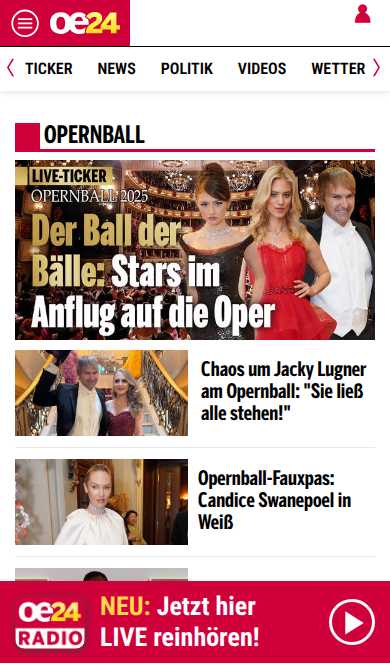 oe24
TICKER NEWS POLITIK VIDEOS WETTER
OPERNBALL
LIVE-TICKER
OPERNBALL 2025
Der Ball der
Bälle: Stars im
Anflug auf die Oper
Chaos um Jacky Lugner
am Opernball: "Sie ließ
alle stehen!"
Opernball-Fauxpas:
Candice Swanepoel in
Weiß
oe24
RADIO
NEU: Jetzt hier
LIVE reinhören!